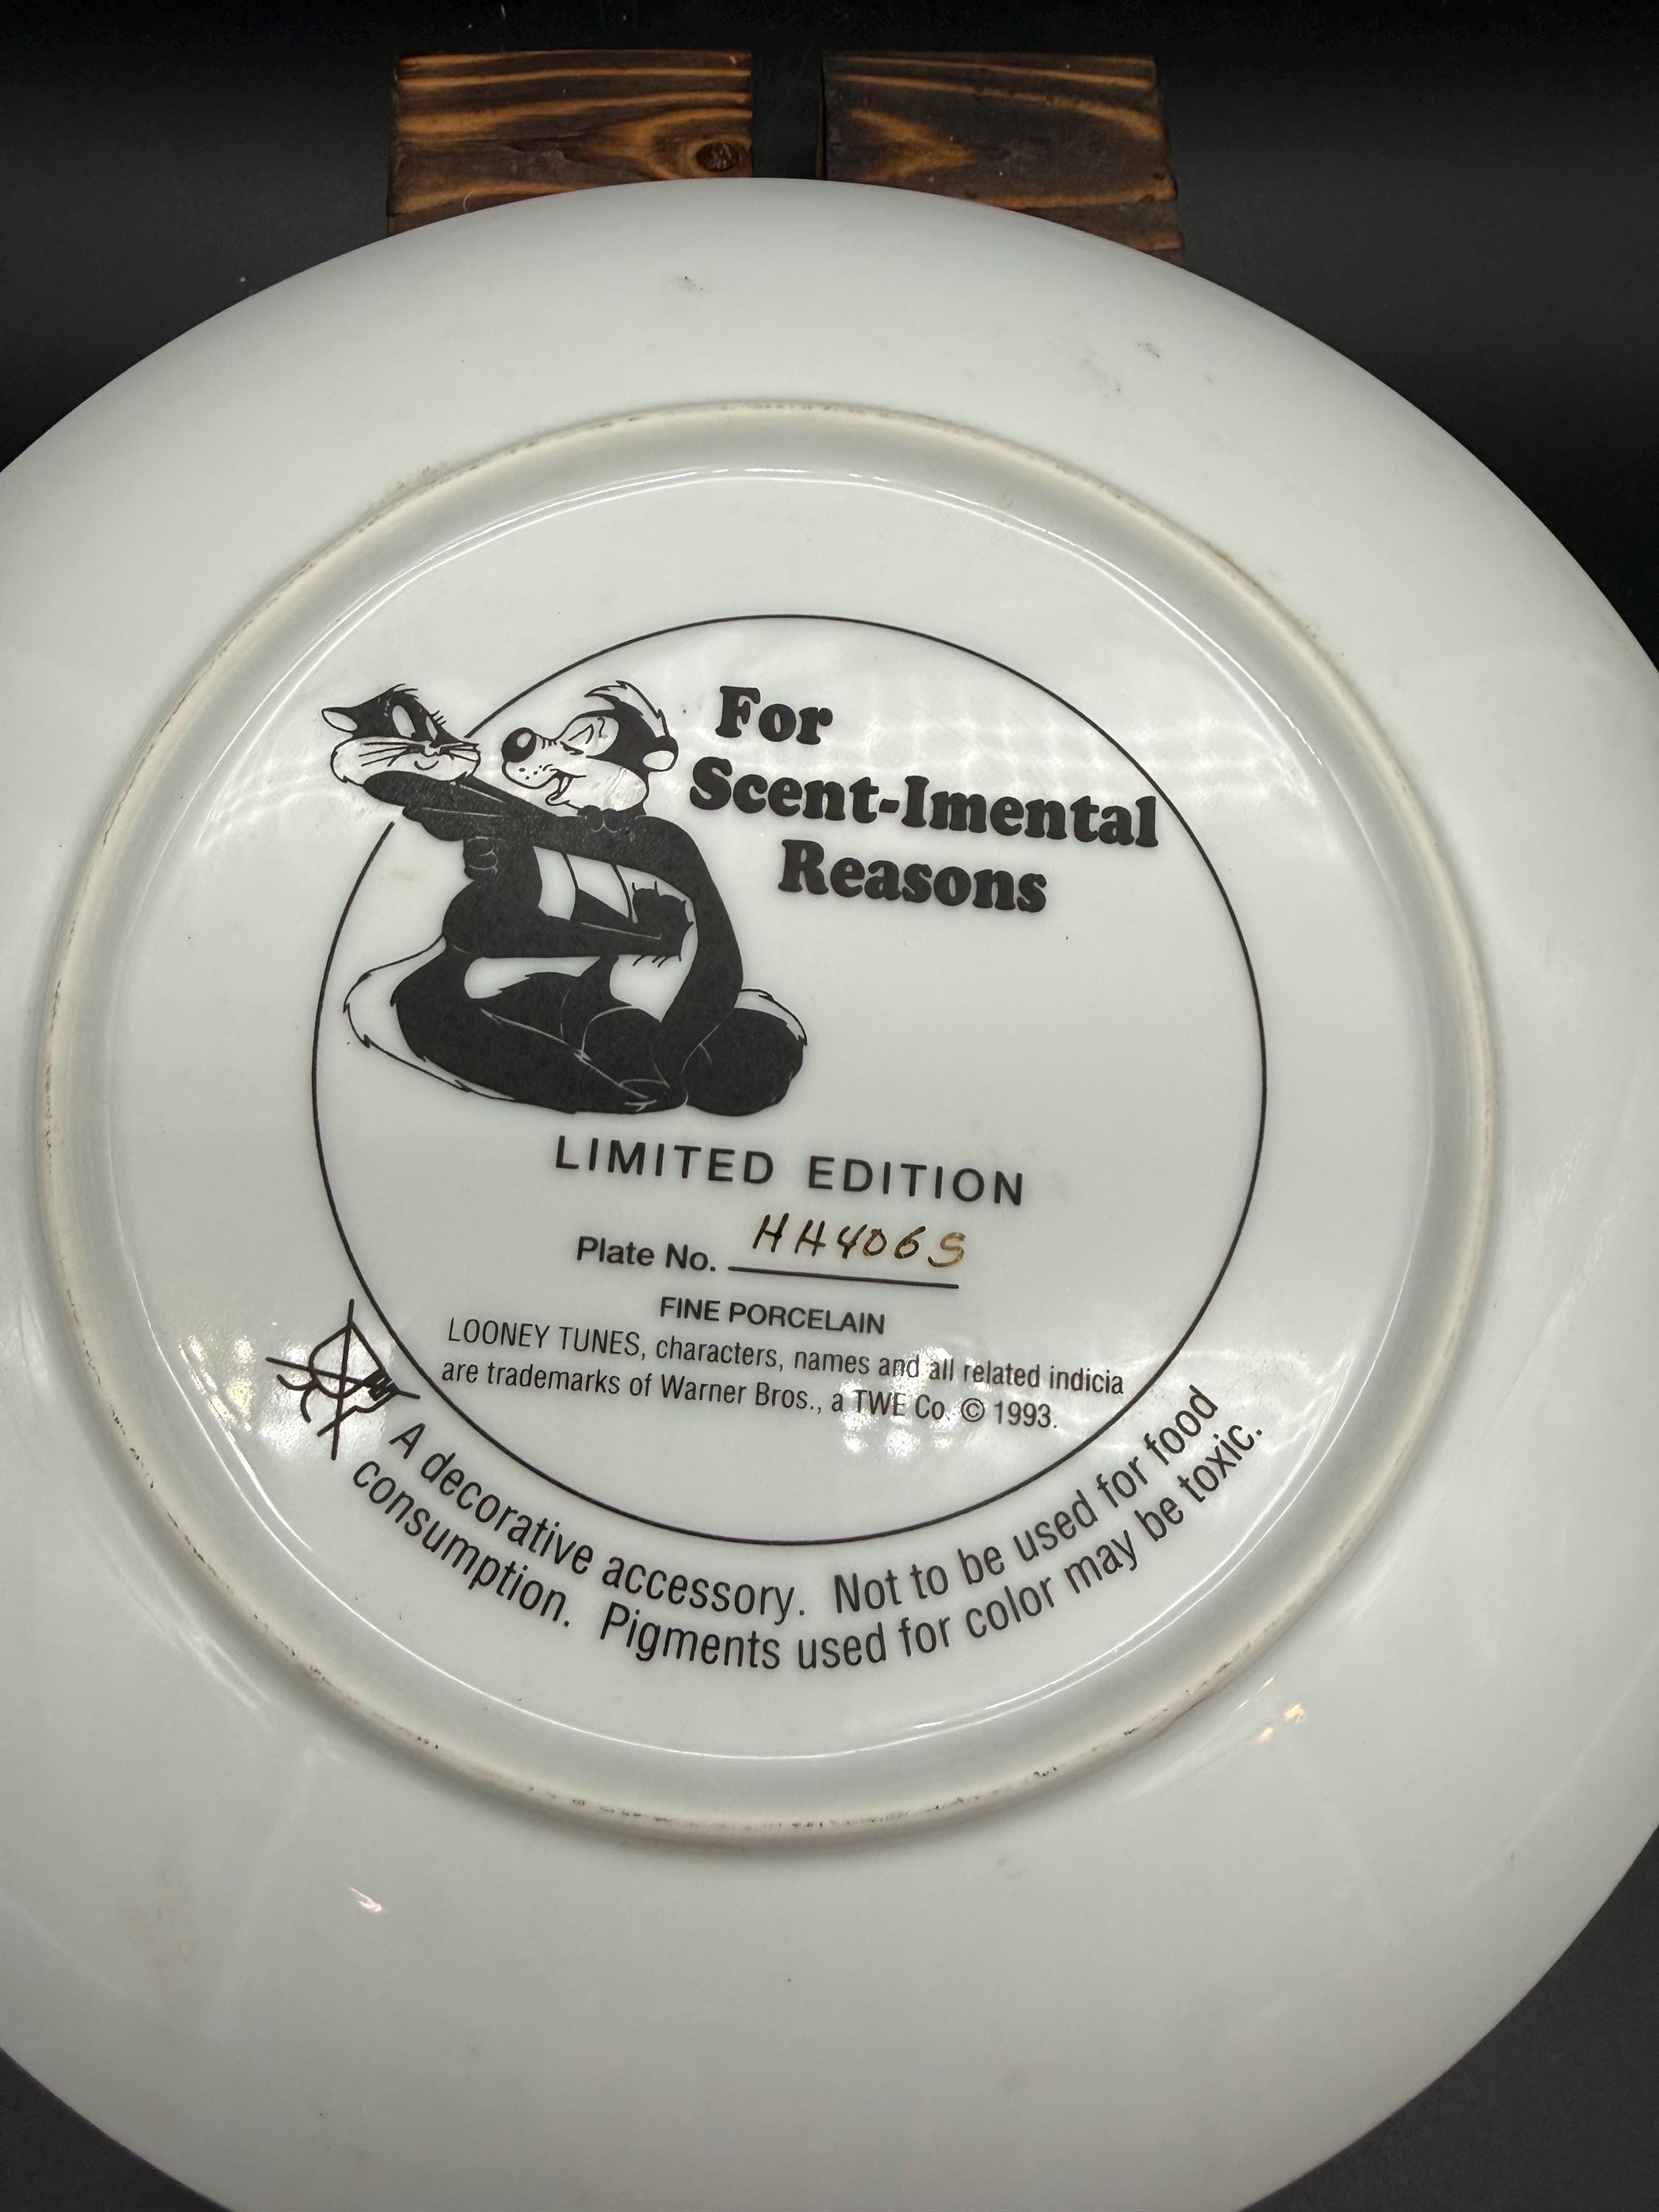 For
Scent-Imental
Reasons
LIMITED EDITION
Plate No. HH4065
FINE PORCELAIN
LOONEY TUNES, characters, names and all related indicia
are trademarks of Warner Bros., a TWE Co. © 1993.
A decorative accessory. Not to be used for food
consumption. Pigments used for color may be toxic.